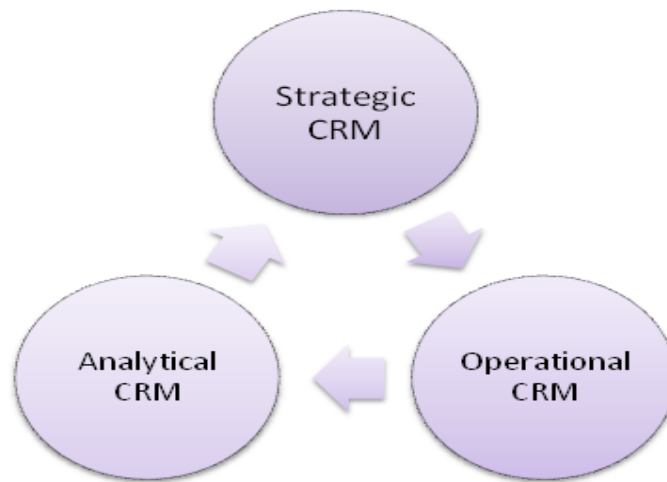 Strategic
CRM
Analytical
CRM
Operational
CRM